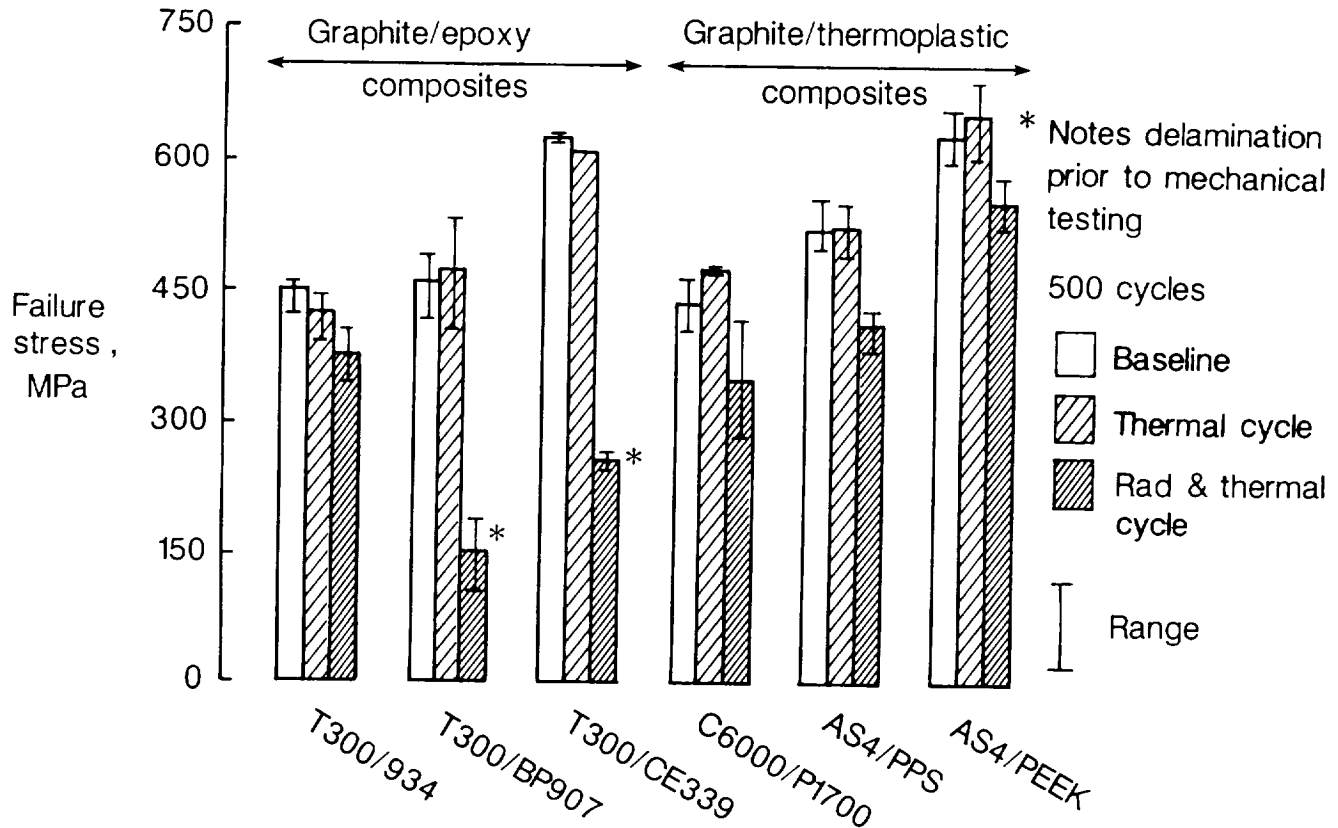 750
600
450
300
150
0
Failure
stress ,
MPa
Graphite/epoxy
composites
Graphite/thermoplastic
composites
*
*
* Notes delamination
prior to mechanical
testing
500 cycles
Baseline
Thermal cycle
Rad & thermal
cycle
Range
T300/934
T300/BP907
T300/CE339
C6000/P1700
AS4/PPS
AS4/PEEK